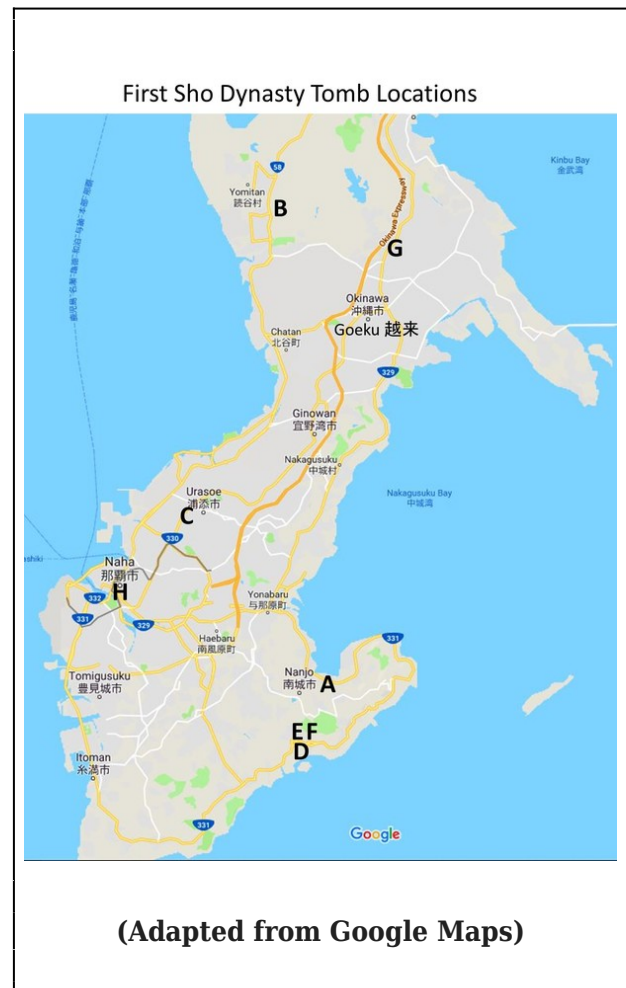 First Sho Dynasty Tomb Locations
58
Kinbu Bay
金武湾
Yomitan
読谷村
B
Okinawa Expressway
G
Okinawa
沖縄市
Goeku 越来
Chatan
北谷町
329
Ginowan
宜野湾市
Nakagusuku
中城村
Nakagusuku Bay
中城湾
Urasoe
浦添市
C
330
ashiki
Naha
那覇市
H
332
331
329
Yonabaru
与那原町
Haebaru
南風原町
331
Nanjo
南城市
A
Tomigusuku
豊見城市
E F
D
Itoman
糸満市
331
Google
(Adapted from Google Maps)